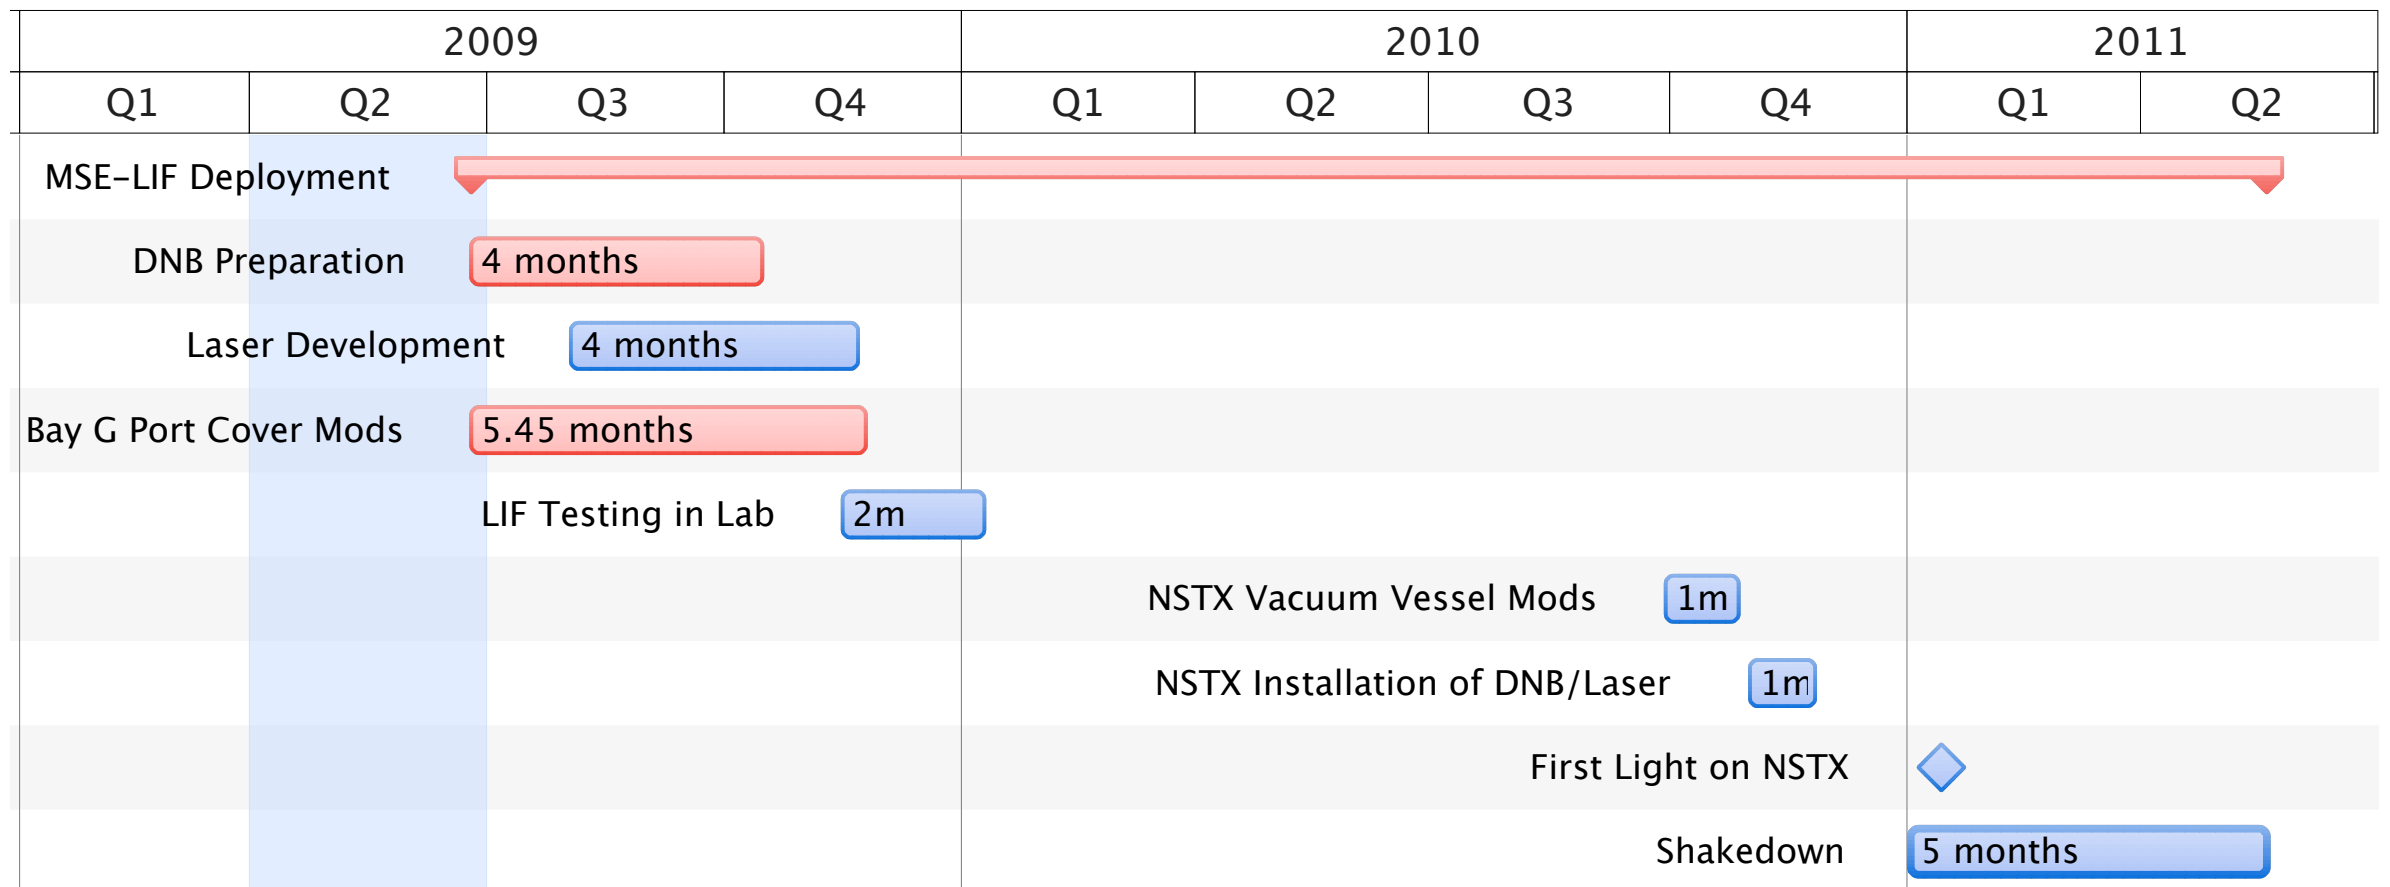 2009 2010 2011
Q1 Q2 Q3 Q4 Q1 Q2 Q3 Q4 Q1 Q2
MSE-LIF Deployment
DNB Preparation 4 months
Laser Development 4 months
Bay G Port Cover Mods 5.45 months
LIF Testing in Lab 2m
NSTX Vacuum Vessel Mods 1m
NSTX Installation of DNB/Laser 1m
First Light on NSTX
Shakedown 5 months